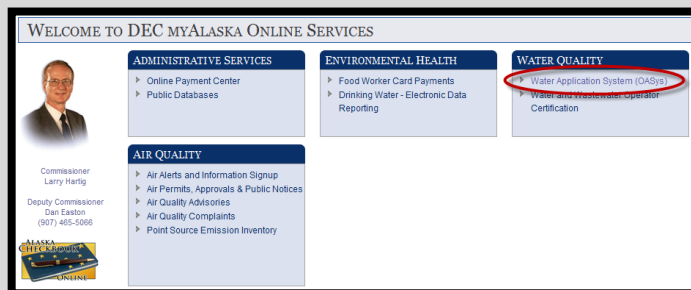 WELCOME TO DEC MYALASKA ONLINE SERVICES
ADMINISTRATIVE SERVICES
Online Payment Center
Public Databases
ENVIRONMENTAL HEALTH
Food Worker Card Payments
Drinking Water - Electronic Data
Reporting
WATER QUALITY
Water Application System (OASys)
Water and Wastewater Operator
Certification
Commissioner
Larry Hartig
Deputy Commissioner
Dan Easton
(907) 465-5066
ALASKA
CHECKBOOK
ONLINE
AIR QUALITY
Air Alerts and Information Signup
Air Permits, Approvals & Public Notices
Air Quality Advisories
Air Quality Complaints
Point Source Emission Inventory